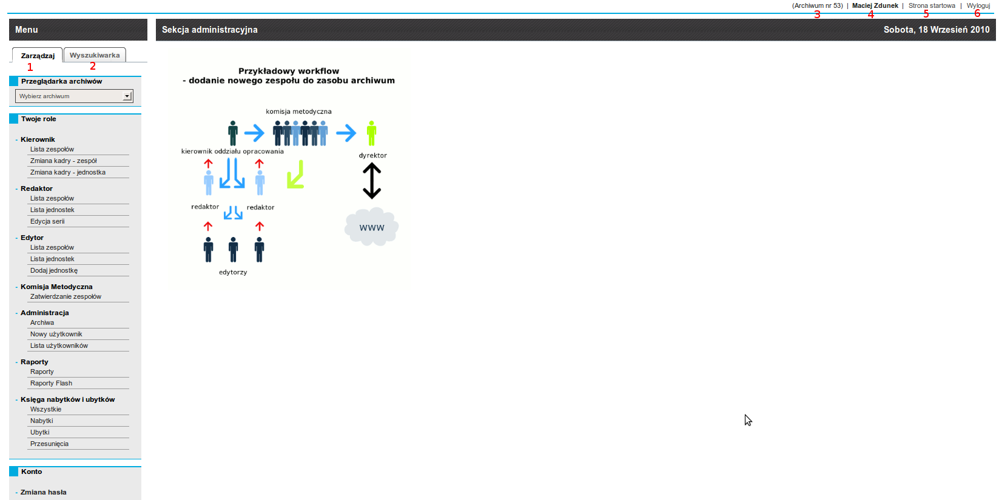 (Archiwum nr 53) | Maciej Zdunek | Strona startowa | Wyloguj
3 4 5 6
Menu
Sekcja administracyjna
Sobota, 18 Wrzesień 2010
Zarządzaj
Wyszukiwarka
1 2
Przeglądarka archiwów
Wybierz archiwum
Twoje role
- Kierownik
Lista zespołów
Zmiana kadry - zespół
Zmiana kadry - jednostka
- Redaktor
Lista zespołów
Lista jednostek
Edycja serii
- Edytor
Lista zespołów
Lista jednostek
Dodaj jednostkę
- Komisja Metodyczna
Zatwierdzanie zespołów
- Administracja
Archiwa
Nowy użytkownik
Lista użytkowników
- Raporty
Raporty
Raporty Flash
- Księga nabytków i ubytków
Wszystkie
Nabytki
Ubytki
Przesunięcia
Konto
- Zmiana hasła
Przykładowy workflow
- dodanie nowego zespołu do zasobu archiwum
komisja metodyczna
kierownik oddziału opracowania
dyrektor
redaktor
redaktor
WWW
edytorzy